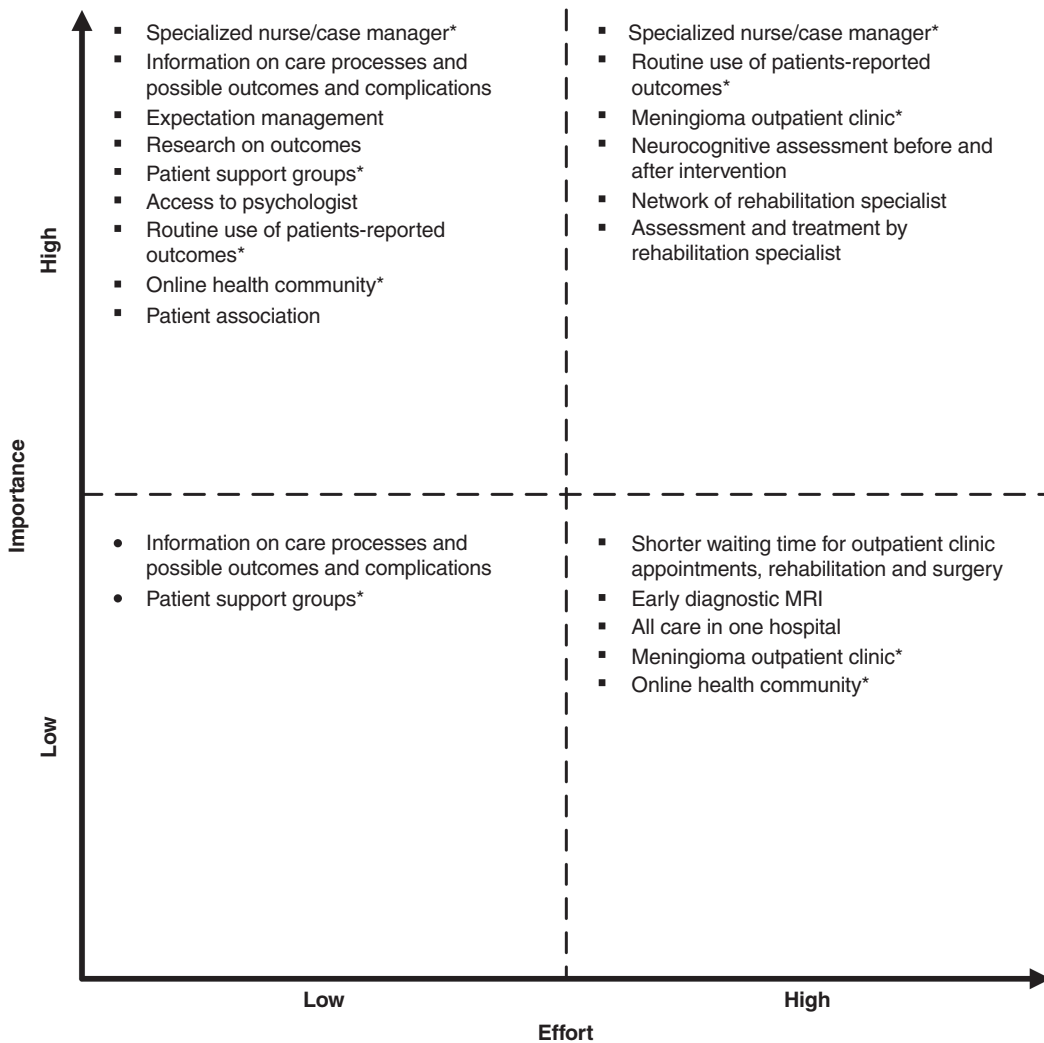 ▪ Specialized nurse/case manager*
▪ Information on care processes and
possible outcomes and complications
▪ Expectation management
▪ Research on outcomes
▪ Patient support groups*
▪ Access to psychologist
▪ Routine use of patients-reported
outcomes*
▪ Online health community*
▪ Patient association
▪ Specialized nurse/case manager*
▪ Routine use of patients-reported
outcomes*
▪ Meningioma outpatient clinic*
▪ Neurocognitive assessment before and
after intervention
▪ Network of rehabilitation specialist
▪ Assessment and treatment by
rehabilitation specialist
High
Importance
Low
• Information on care processes and
possible outcomes and complications
• Patient support groups*
▪ Shorter waiting time for outpatient clinic
appointments, rehabilitation and surgery
▪ Early diagnostic MRI
▪ All care in one hospital
▪ Meningioma outpatient clinic*
▪ Online health community*
Low
High
Effort